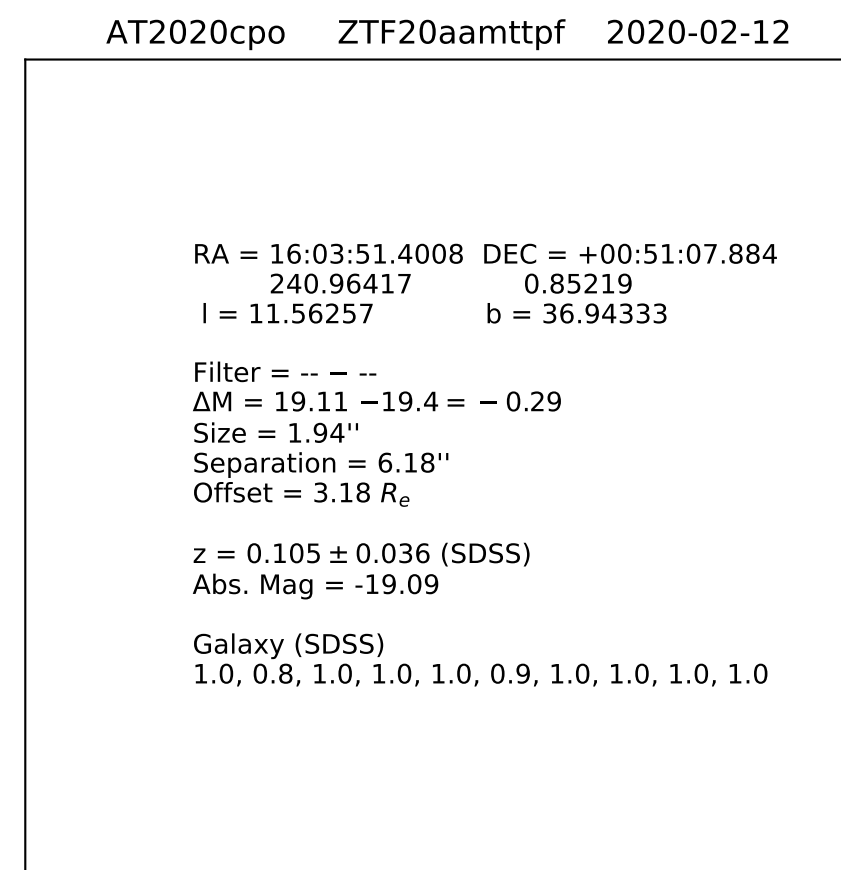 AT2020cpo ZTF20aamttpf 2020-02-12
RA = 16:03:51.4008 DEC = +00:51:07.884
240.96417 0.85219
l = 11.56257 b = 36.94333
Filter = -- − --
ΔM = 19.11 −19.4 = − 0.29
Size = 1.94''
Separation = 6.18''
Offset = 3.18 Rₑ
z = 0.105 ± 0.036 (SDSS)
Abs. Mag = -19.09
Galaxy (SDSS)
1.0, 0.8, 1.0, 1.0, 1.0, 0.9, 1.0, 1.0, 1.0, 1.0